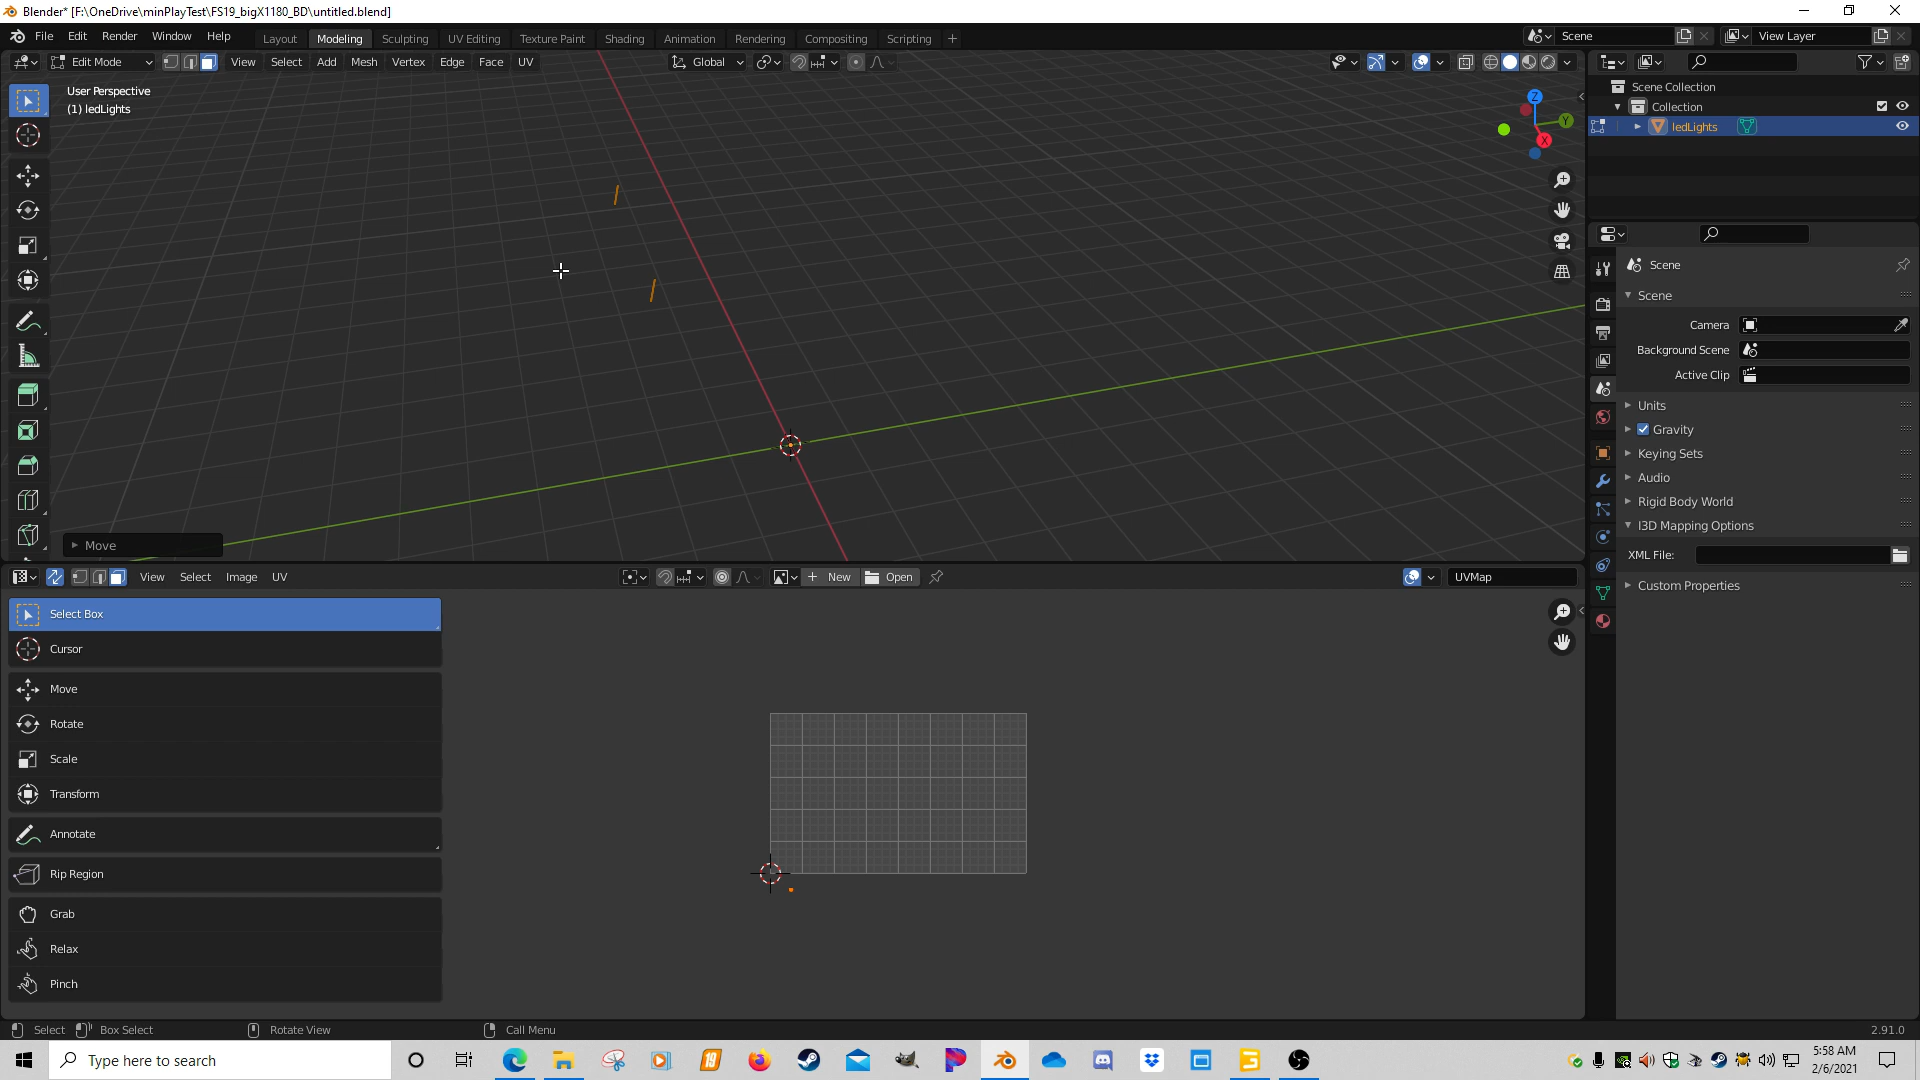 Blender* [F:\OneDrive\minPlayTest\FS19_bigX1180_BD\untitled.blend]
File Edit Render Window Help Layout Modeling Sculpting UV Editing Texture Paint Shading Animation Rendering Compositing Scripting + Scene View Layer
Edit Mode View Select Add Mesh Vertex Edge Face UV Global
User Perspective
(1) ledLights
Z
Y
X
Move
View Select Image UV + New Open UVMap
Select Box
Cursor
Move
Rotate
Scale
Transform
Annotate
Rip Region
Grab
Relax
Pinch
Scene Collection
Collection
ledLights
Scene
Scene
Camera
Background Scene
Active Clip
Units
Gravity
Keying Sets
Audio
Rigid Body World
I3D Mapping Options
XML File:
Custom Properties
Select Box Select Rotate View Call Menu 2.91.0
Type here to search
19
5:58 AM
2/6/2021